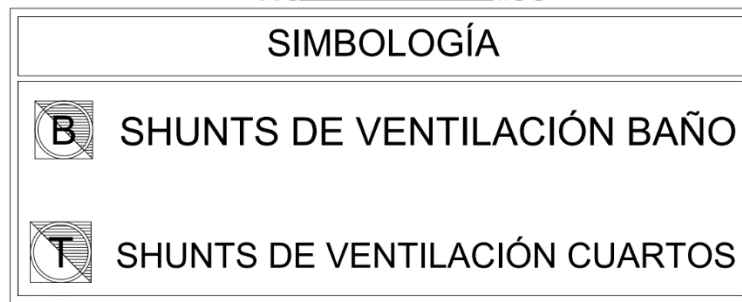 SIMBOLOGÍA
B SHUNTS DE VENTILACIÓN BAÑO
T SHUNTS DE VENTILACIÓN CUARTOS